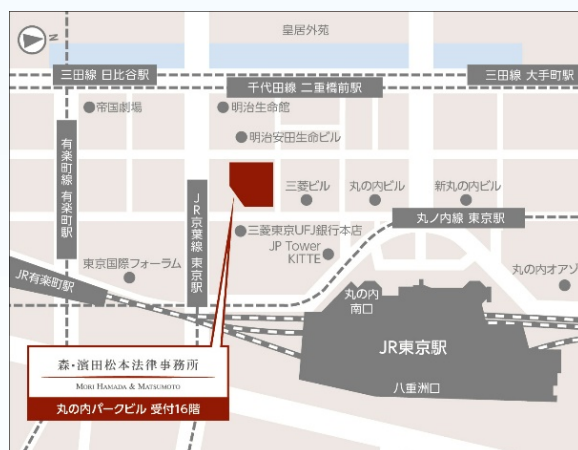 N
皇居外苑
三田線 日比谷駅
千代田線 二重橋前駅
三田線 大手町駅
帝国劇場
明治生命館
明治安田生命ビル
有楽町線 有楽町駅
JR京葉線 東京駅
三菱ビル
丸の内ビル
新丸の内ビル
丸ノ内線 東京駅
三菱東京UFJ銀行本店
JP Tower
KITTE
東京国際フォーラム
丸の内オアゾ
JR有楽町駅
丸の内
南口
JR東京駅
八重洲口
森・濱田松本法律事務所
MORI HAMADA & MATSUMOTO
丸の内パークビル 受付16階